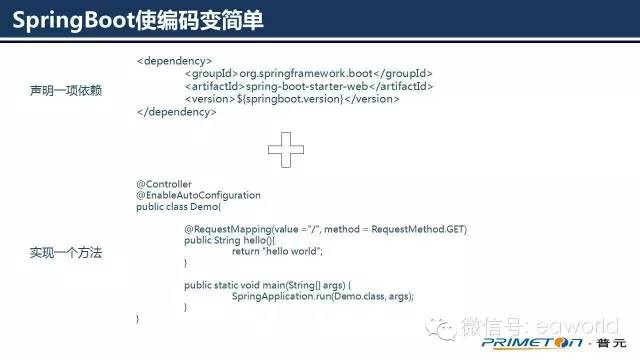 SpringBoot使编码变简单
声明一项依赖
<dependency>
<groupId>org.springframework.boot</groupId>
<artifactId>spring-boot-starter-web</artifactId>
<version>${springboot.version}</version>
</dependency>
实现一个方法
@Controller
@EnableAutoConfiguration
public class Demo{
@RequestMapping(value ="/", method = RequestMethod.GET)
public String hello(){
return "hello world";
}
public static void main(String[] args) {
SpringApplication.run(Demo.class, args);
}
}
微信号: eaworld
PRIMETON · 普元